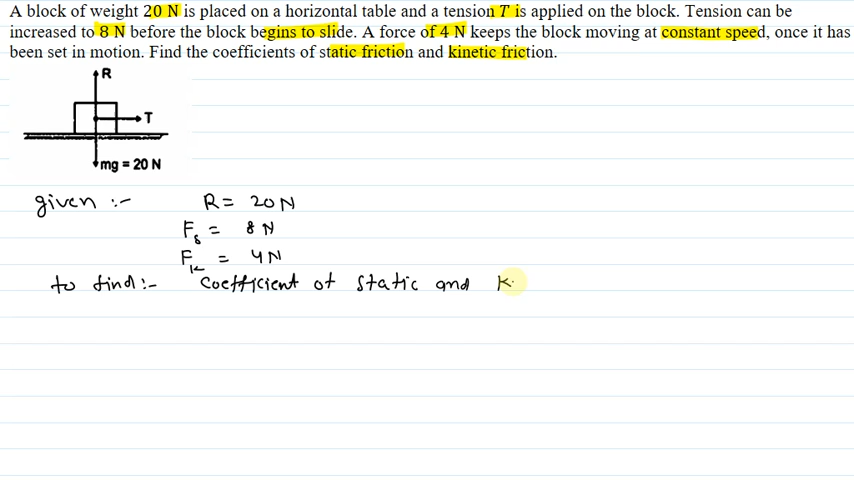 A block of weight 20 N is placed on a horizontal table and a tension T is applied on the block. Tension can be
increased to 8 N before the block begins to slide. A force of 4 N keeps the block moving at constant speed, once it has
been set in motion. Find the coefficients of static friction and kinetic friction.
R
T
mg = 20 N
given :- R = 20 N
Fs = 8 N
Fk = 4 N
to find :- Coefficient of static and K